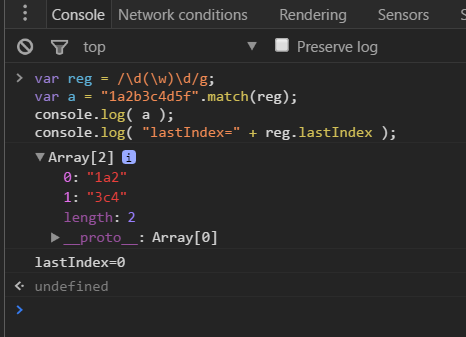 Console Network conditions Rendering Sensors S
top Preserve log
> var reg = /\d(\w)\d/g;
var a = "1a2b3c4d5f".match(reg);
console.log( a );
console.log( "lastIndex=" + reg.lastIndex );
▼Array[2] i
0: "1a2"
1: "3c4"
length: 2
▶__proto__: Array[0]
lastIndex=0
undefined
>